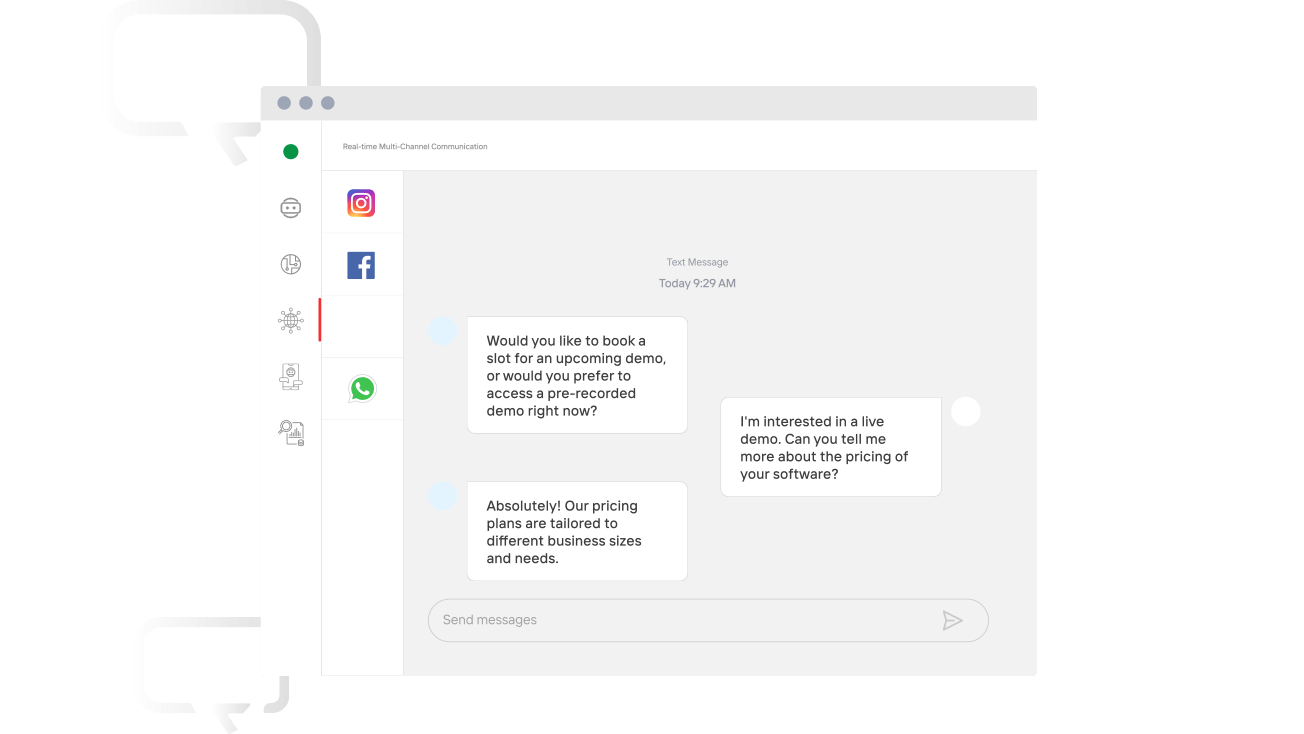 Real-time Multi-Channel Communication
Text Message
Today 9:29 AM
Would you like to book a
slot for an upcoming demo,
or would you prefer to
access a pre-recorded
demo right now?
I'm interested in a live
demo. Can you tell me
more about the pricing of
your software?
Absolutely! Our pricing
plans are tailored to
different business sizes
and needs.
Send messages